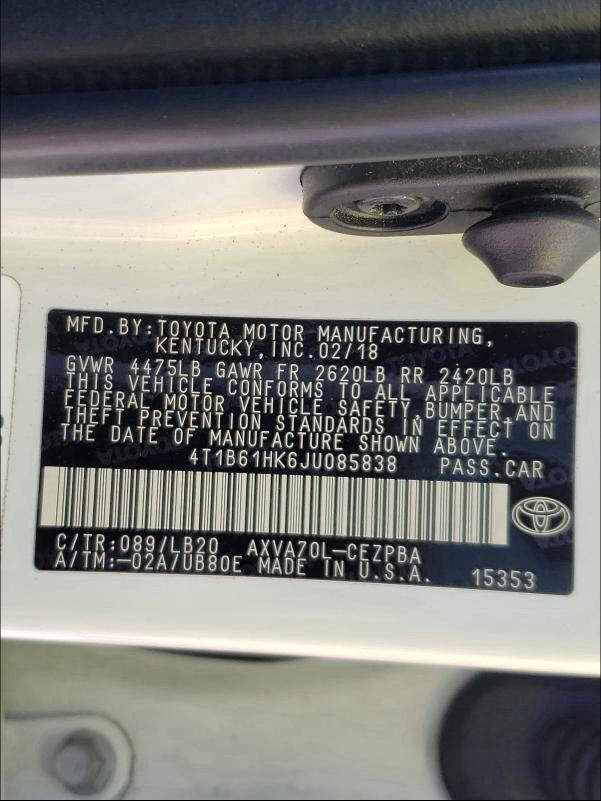 MFD.BY:TOYOTA MOTOR MANUFACTURING,
KENTUCKY,INC.02/18
GVWR 4475LB GAWR FR 2620LB RR 2420LB
THIS VEHICLE CONFORMS TO ALL APPLICABLE
FEDERAL MOTOR VEHICLE SAFETY,BUMPER,AND
THEFT PREVENTION STANDARDS IN EFFECT ON
THE DATE OF MANUFACTURE SHOWN ABOVE.
4T1B61HK6JU085838 PASS.CAR
C/TR:089/LB20 AXVA70L-CEZPBA
A/TM:-02A/UB80E MADE IN U.S.A. 15353